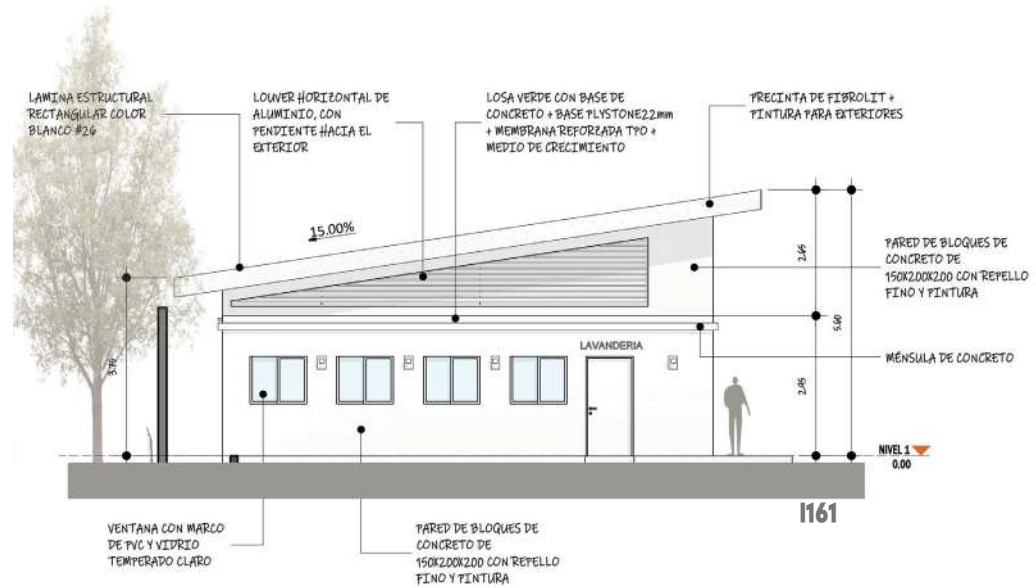 LAMINA ESTRUCTURAL
RECTANGULAR COLOR
BLANCO #26
LOUVER HORIZONTAL DE
ALUMINIO, CON
PENDIENTE HACIA EL
EXTERIOR
LOSA VERDE CON BASE DE
CONCRETO + BASE PLYSTONE22mm
+ MEMBRANA REFORZADA TPO +
MEDIO DE CRECIMIENTO
PRECINTA DE FIBROLIT +
PINTURA PARA EXTERIORES
15.00%
2.65
PARED DE BLOQUES DE
CONCRETO DE
150X200X200 CON REPELLO
FINO Y PINTURA
5.60
LAVANDERIA
MÉNSULA DE CONCRETO
2.95
NIVEL 1
0.00
I161
VENTANA CON MARCO
DE PVC Y VIDRIO
TEMPERADO CLARO
PARED DE BLOQUES DE
CONCRETO DE
150X200X200 CON REPELLO
FINO Y PINTURA